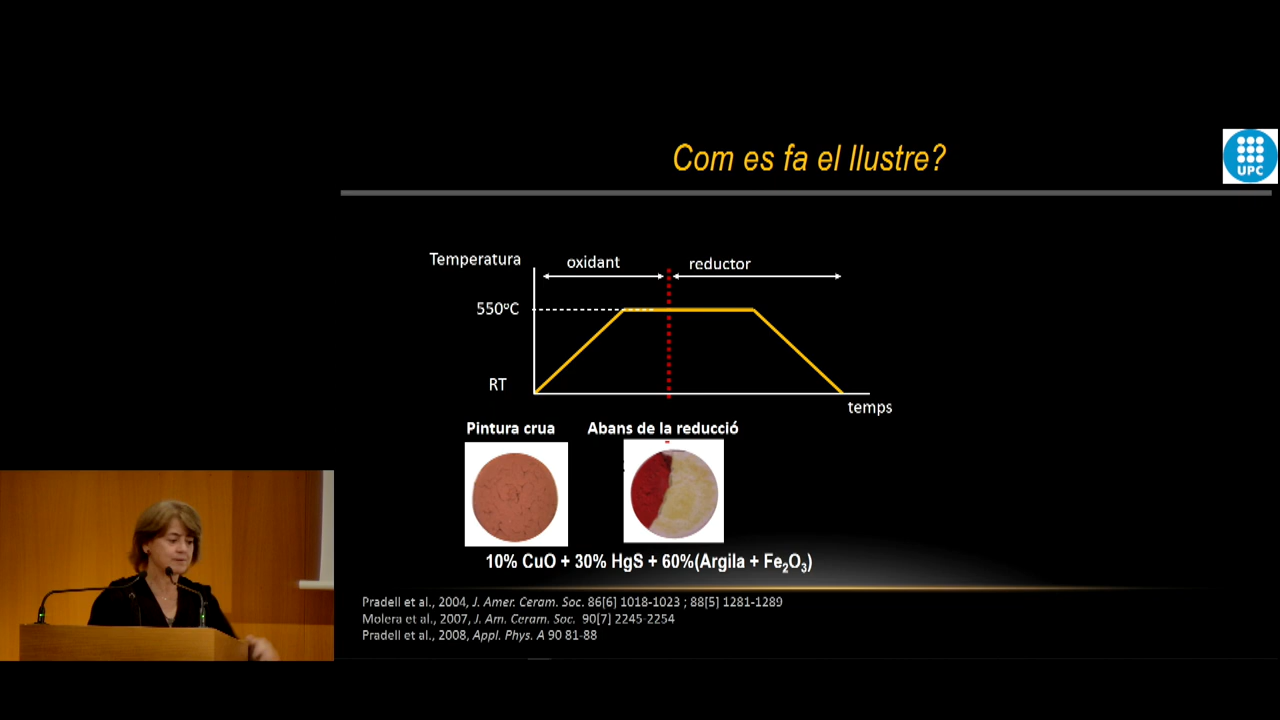 Com es fa el llustre?
UPC
Temperatura
oxidant
reductor
550ºC
RT
temps
Pintura crua
Abans de la reducció
10% CuO + 30% HgS + 60%(Argila + Fe₂O₃)
Pradell et al., 2004, J. Amer. Ceram. Soc. 86[6] 1018-1023 ; 88[5] 1281-1289
Molera et al., 2007, J. Am. Ceram. Soc. 90[7] 2245-2254
Pradell et al., 2008, Appl. Phys. A 90 81-88